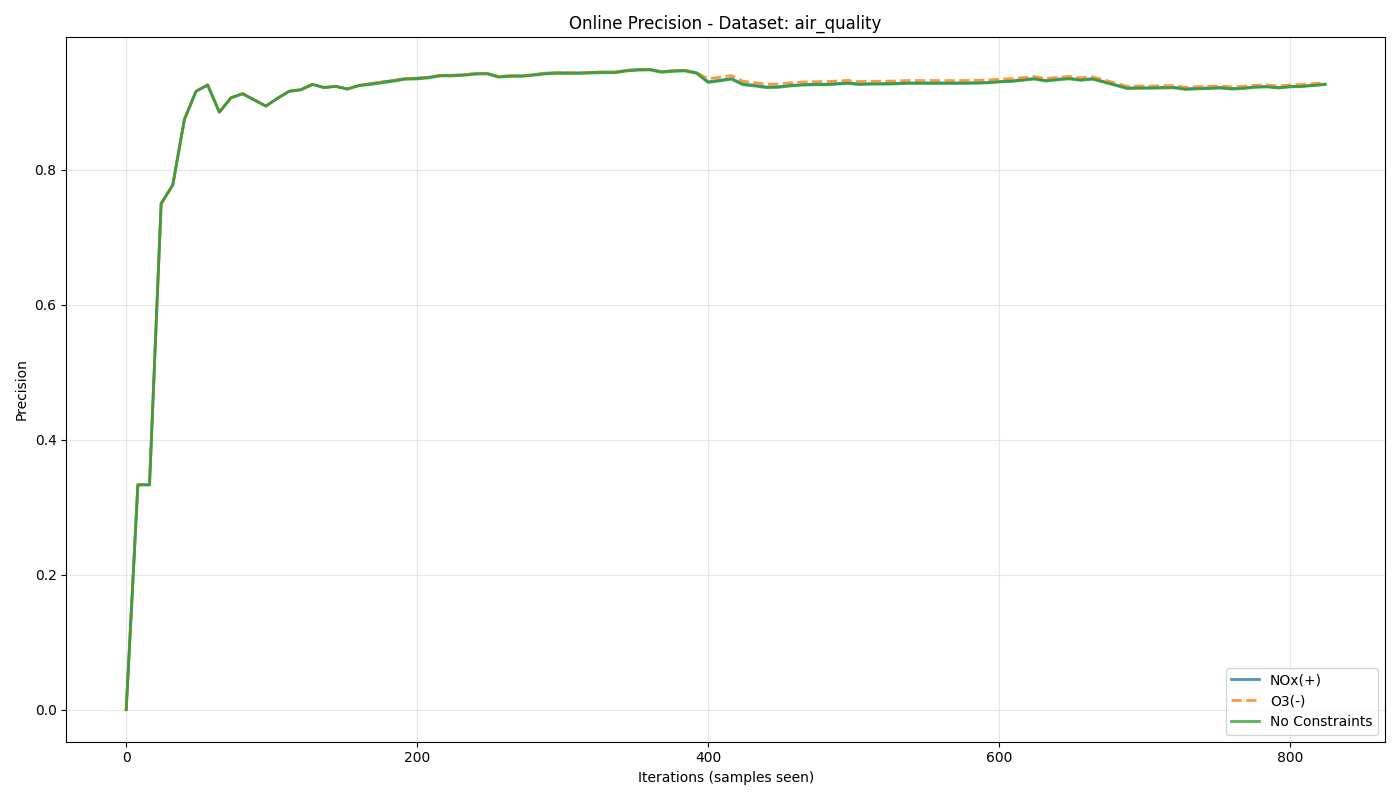 Online Precision - Dataset: air_quality
Precision
0.8
0.6
0.4
0.2
0.0
0 200 400 600 800
Iterations (samples seen)
NOx(+)
O3(-)
No Constraints